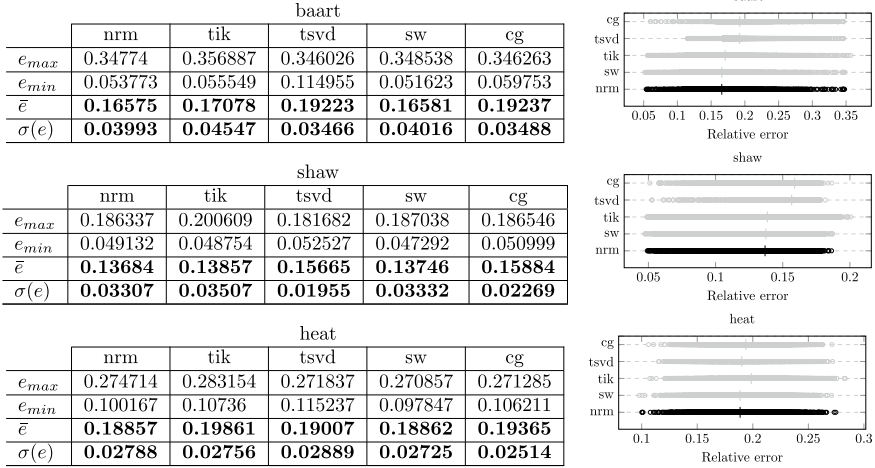 baart
nrm tik tsvd sw cg
e_max 0.34774 0.356887 0.346026 0.348538 0.346263
e_min 0.053773 0.055549 0.114955 0.051623 0.059753
ē 0.16575 0.17078 0.19223 0.16581 0.19237
σ(e) 0.03993 0.04547 0.03466 0.04016 0.03488
cg
tsvd
tik
sw
nrm
0.05 0.1 0.15 0.2 0.25 0.3 0.35
Relative error
shaw
nrm tik tsvd sw cg
e_max 0.186337 0.200609 0.181682 0.187038 0.186546
e_min 0.049132 0.048754 0.052527 0.047292 0.050999
ē 0.13684 0.13857 0.15665 0.13746 0.15884
σ(e) 0.03307 0.03507 0.01955 0.03332 0.02269
shaw
cg
tsvd
tik
sw
nrm
0.05 0.1 0.15 0.2
Relative error
heat
nrm tik tsvd sw cg
e_max 0.274714 0.283154 0.271837 0.270857 0.271285
e_min 0.100167 0.10736 0.115237 0.097847 0.106211
ē 0.18857 0.19861 0.19007 0.18862 0.19365
σ(e) 0.02788 0.02756 0.02889 0.02725 0.02514
heat
cg
tsvd
tik
sw
nrm
0.1 0.15 0.2 0.25 0.3
Relative error